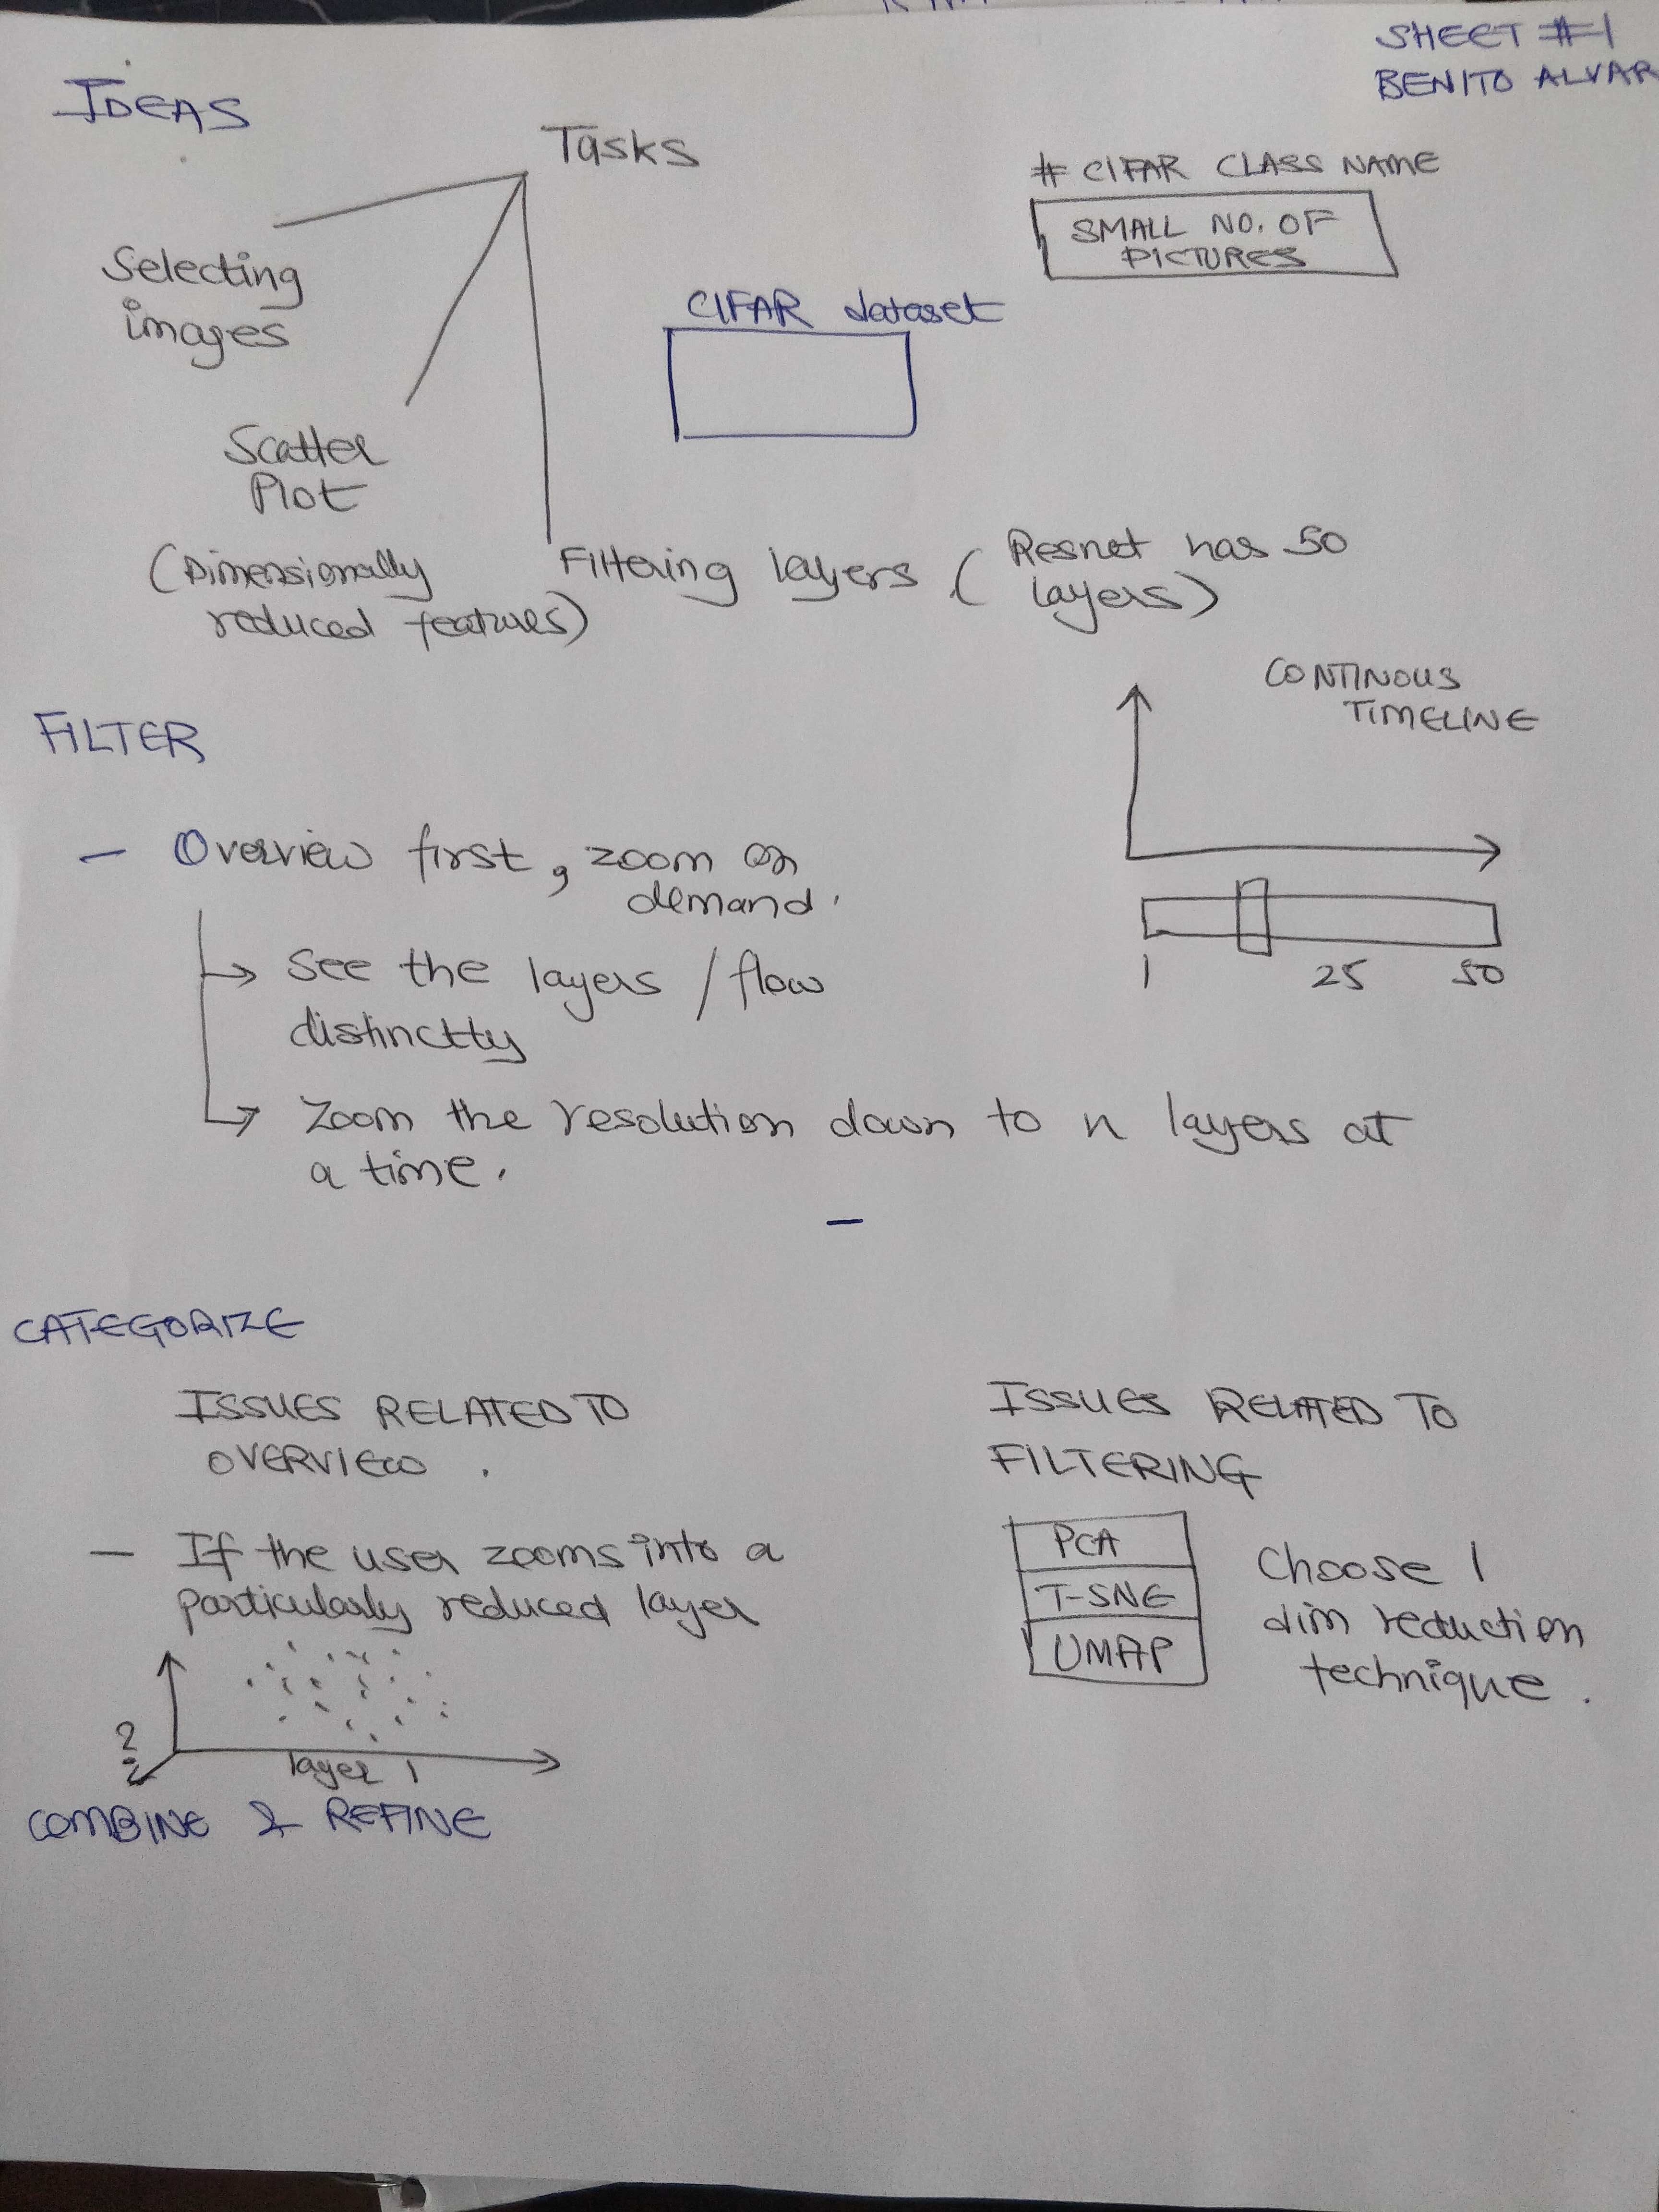 SHEET #1
BENITO ALVAR
IDEAS
Tasks
# CIFAR CLASS NAME
SMALL NO. OF
PICTURES
Selecting
images
CIFAR dataset
Scatter
Plot
(Dimensionally
reduced features)
Filtering layers (Resnet has 50
layers)
CONTINOUS
TIMELINE
FILTER
- Overview first, zoom on
demand.
1 25 50
→ See the layers / flow
distinctty
→ Zoom the resolution down to n layers at
a time.
-
CATEGORIZE
ISSUES RELATED TO
OVERVIEW.
ISSUES RELATED TO
FILTERING
- If the user zooms into a
particularly reduced layer
PCA
T-SNE
UMAP
Choose 1
dim reduction
technique.
layer 1
COMBINE & REFINE